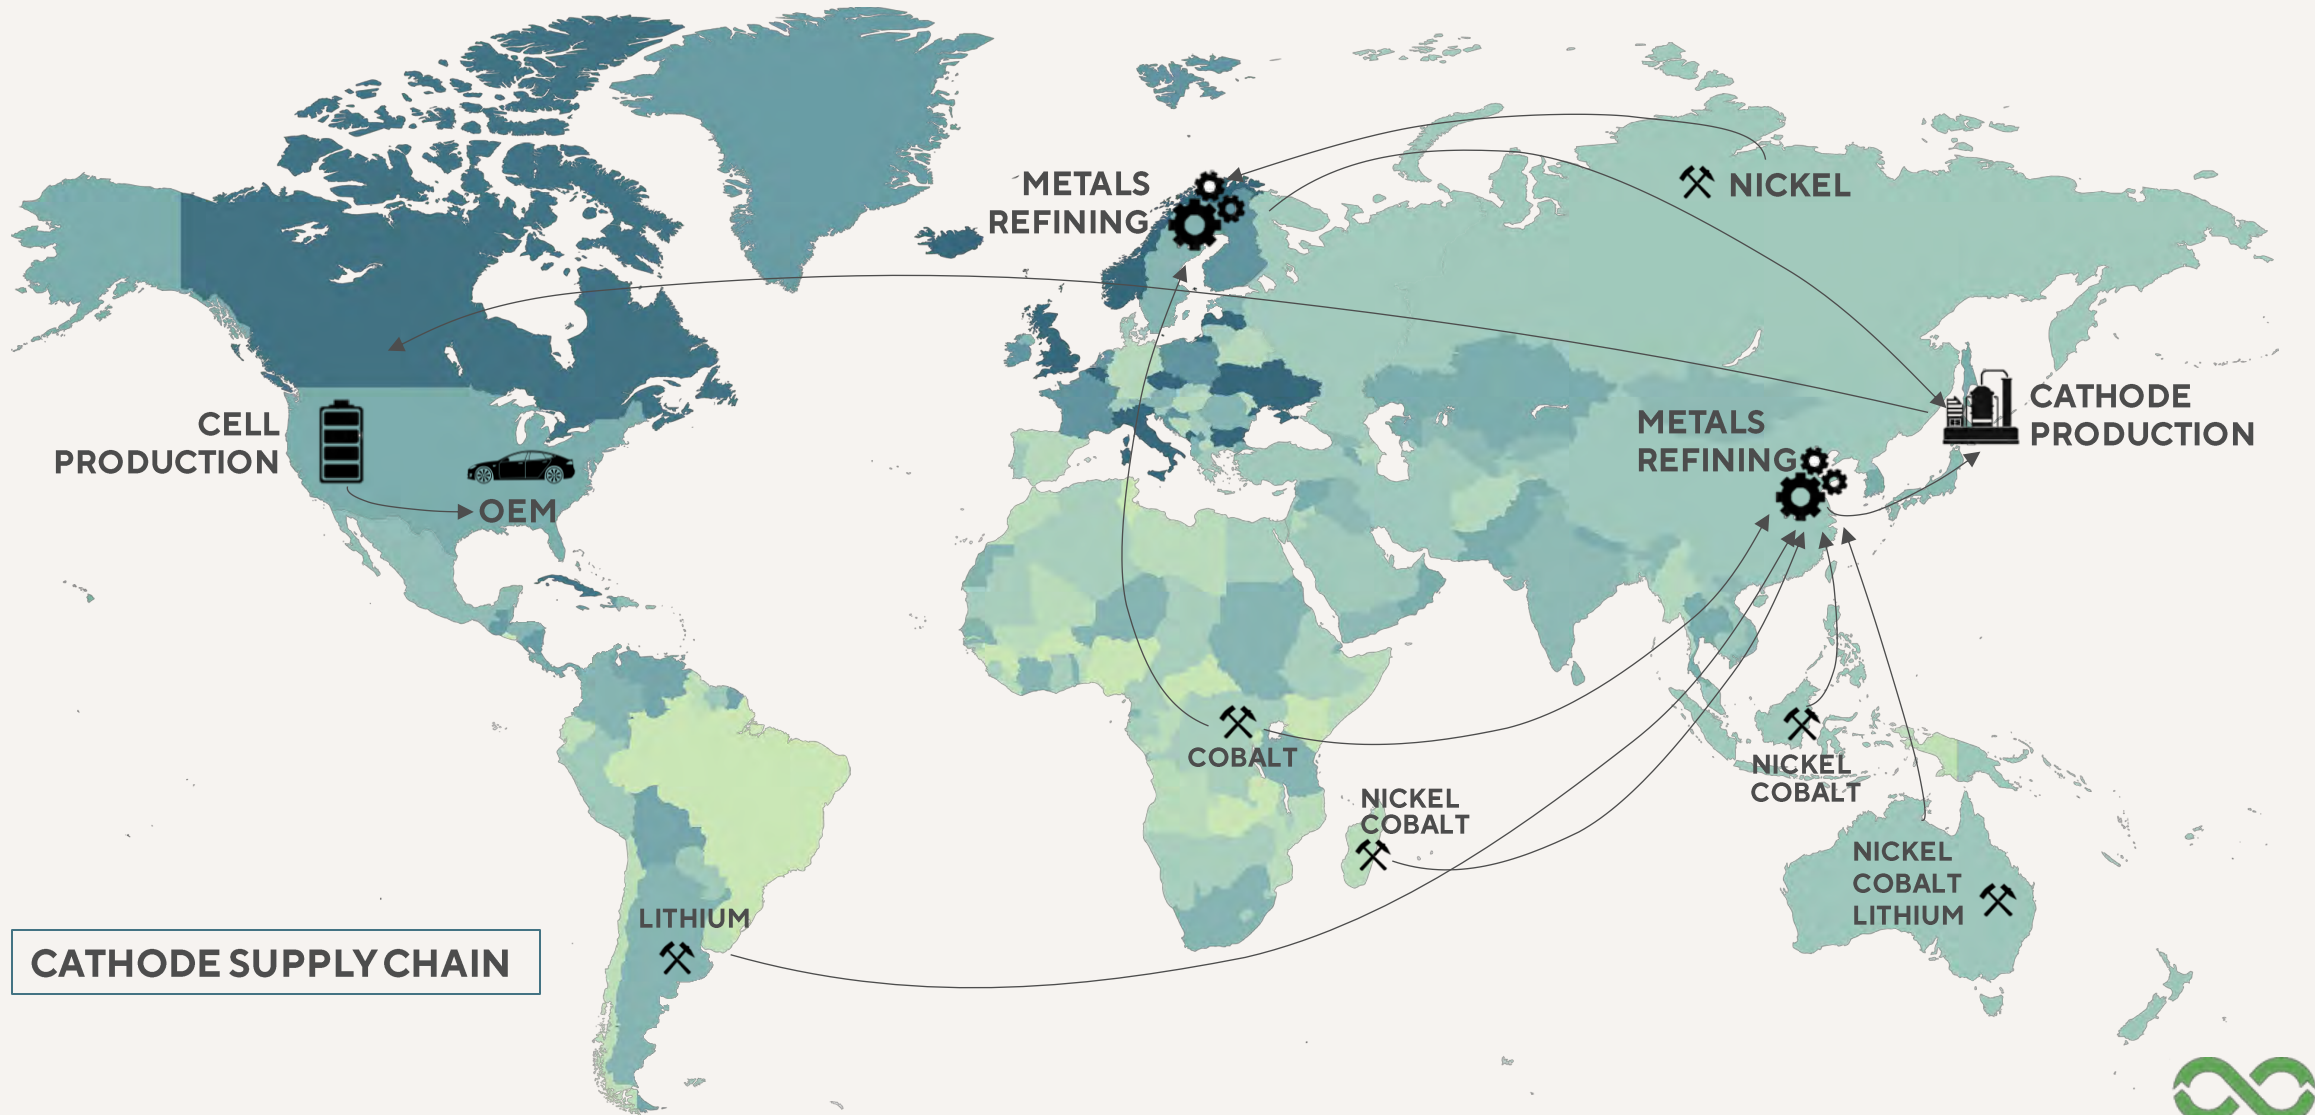 METALS
REFINING
NICKEL
CELL
PRODUCTION
OEM
METALS
REFINING
CATHODE
PRODUCTION
COBALT
NICKEL
COBALT
NICKEL
COBALT
NICKEL
COBALT
LITHIUM
LITHIUM
CATHODE SUPPLY CHAIN